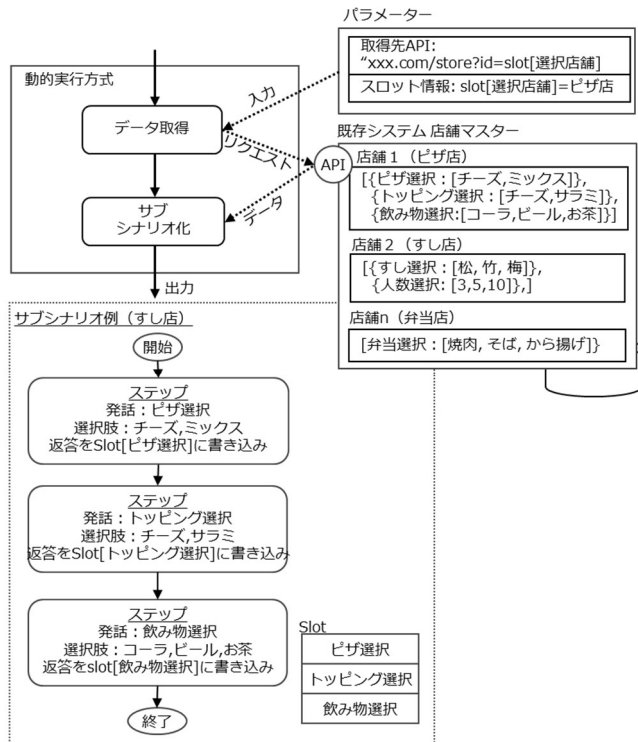 パラメーター
取得先API:
“xxx.com/store?id=slot[選択店舗]
スロット情報: slot[選択店舗]=ピザ店
動的実行方式
データ取得
入力
リクエスト
API
データ
サブ
シナリオ化
出力
既存システム 店舗マスター
店舗１（ピザ店）
[{ピザ選択：[チーズ,ミックス]},
{トッピング選択：[チーズ,サラミ]},
{飲み物選択:[コーラ,ビール,お茶]}]
店舗２（すし店）
[{すし選択：[松, 竹, 梅]},
{人数選択: [3,5,10]},]
店舗n（弁当店）
[弁当選択：[焼肉, そば, から揚げ]}
サブシナリオ例（すし店）
開始
ステップ
発話：ピザ選択
選択肢：チーズ,ミックス
返答をSlot[ピザ選択]に書き込み
ステップ
発話：トッピング選択
選択肢：チーズ,サラミ
返答をSlot[トッピング選択]に書き込み
ステップ
発話：飲み物選択
選択肢：コーラ,ビール,お茶
返答をslot[飲み物選択]に書き込み
終了
Slot
ピザ選択
トッピング選択
飲み物選択